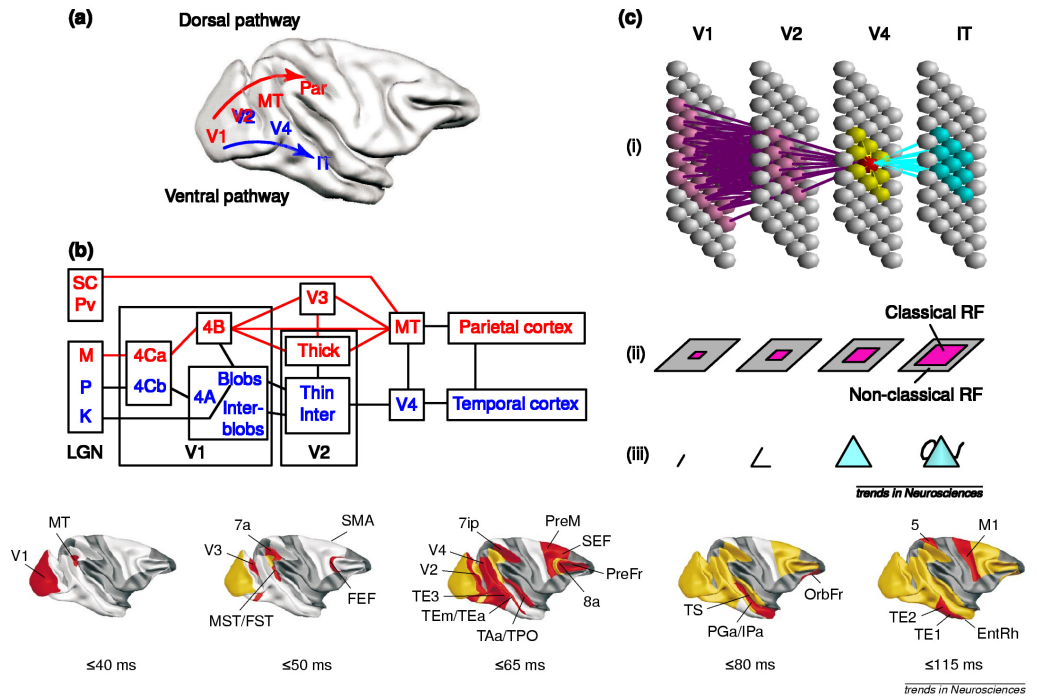 (a)
Dorsal pathway
Par
MT
V2
V4
V1
IT
Ventral pathway
(b)
SC
Pv
V3
4B
MT
Parietal cortex
M
4Ca
Thick
P
4Cb
4A
Blobs
Thin
K
Inter-
blobs
Inter
V4
Temporal cortex
LGN
V1
V2
(c)
V1 V2 V4 IT
(i)
Classical RF
(ii)
Non-classical RF
(iii)
trends in Neurosciences
MT
V1
≤40 ms
7a
SMA
V3
FEF
MST/FST
≤50 ms
7ip
PreM
V4
SEF
V2
PreFr
TE3
8a
TEm/TEa
TAa/TPO
≤65 ms
OrbFr
TS
PGa/IPa
≤80 ms
5
M1
TE2
TE1
EntRh
≤115 ms
trends in Neurosciences